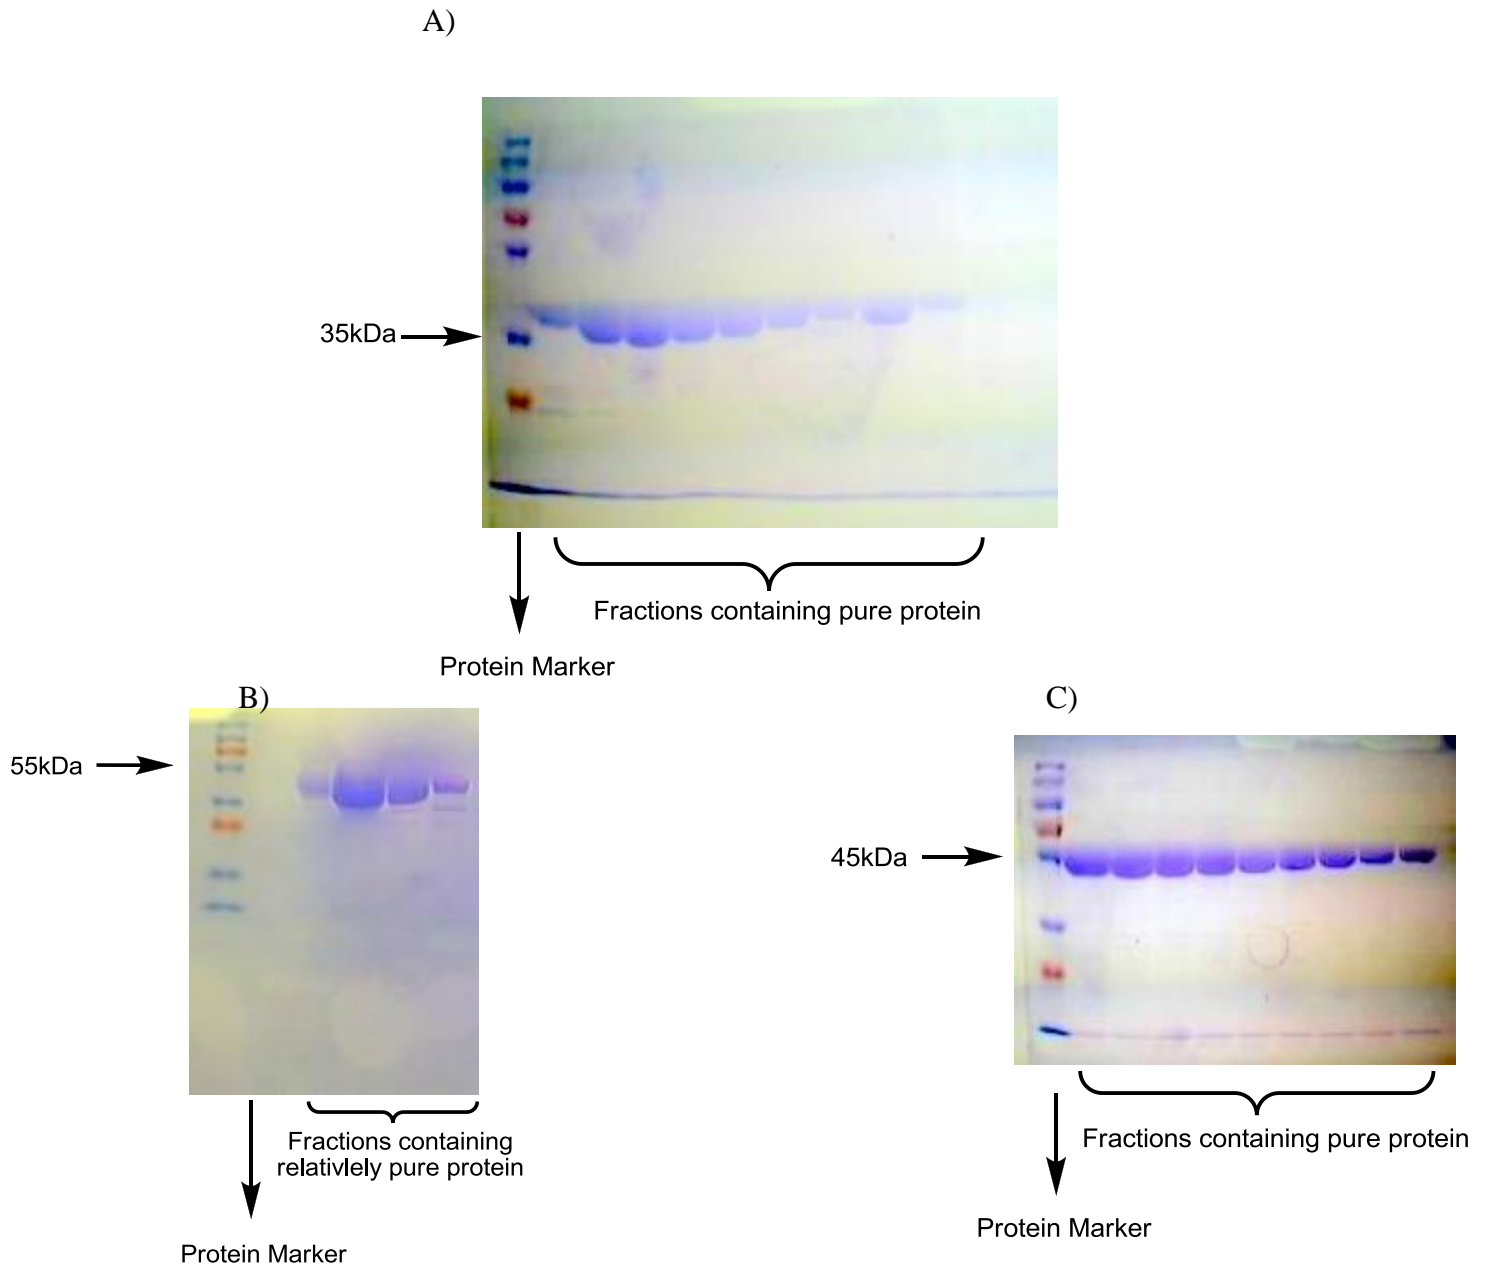 A)
35kDa
Fractions containing pure protein
Protein Marker
B)
C)
55kDa
45kDa
Fractions containing
relativlely pure protein
Fractions containing pure protein
Protein Marker
Protein Marker